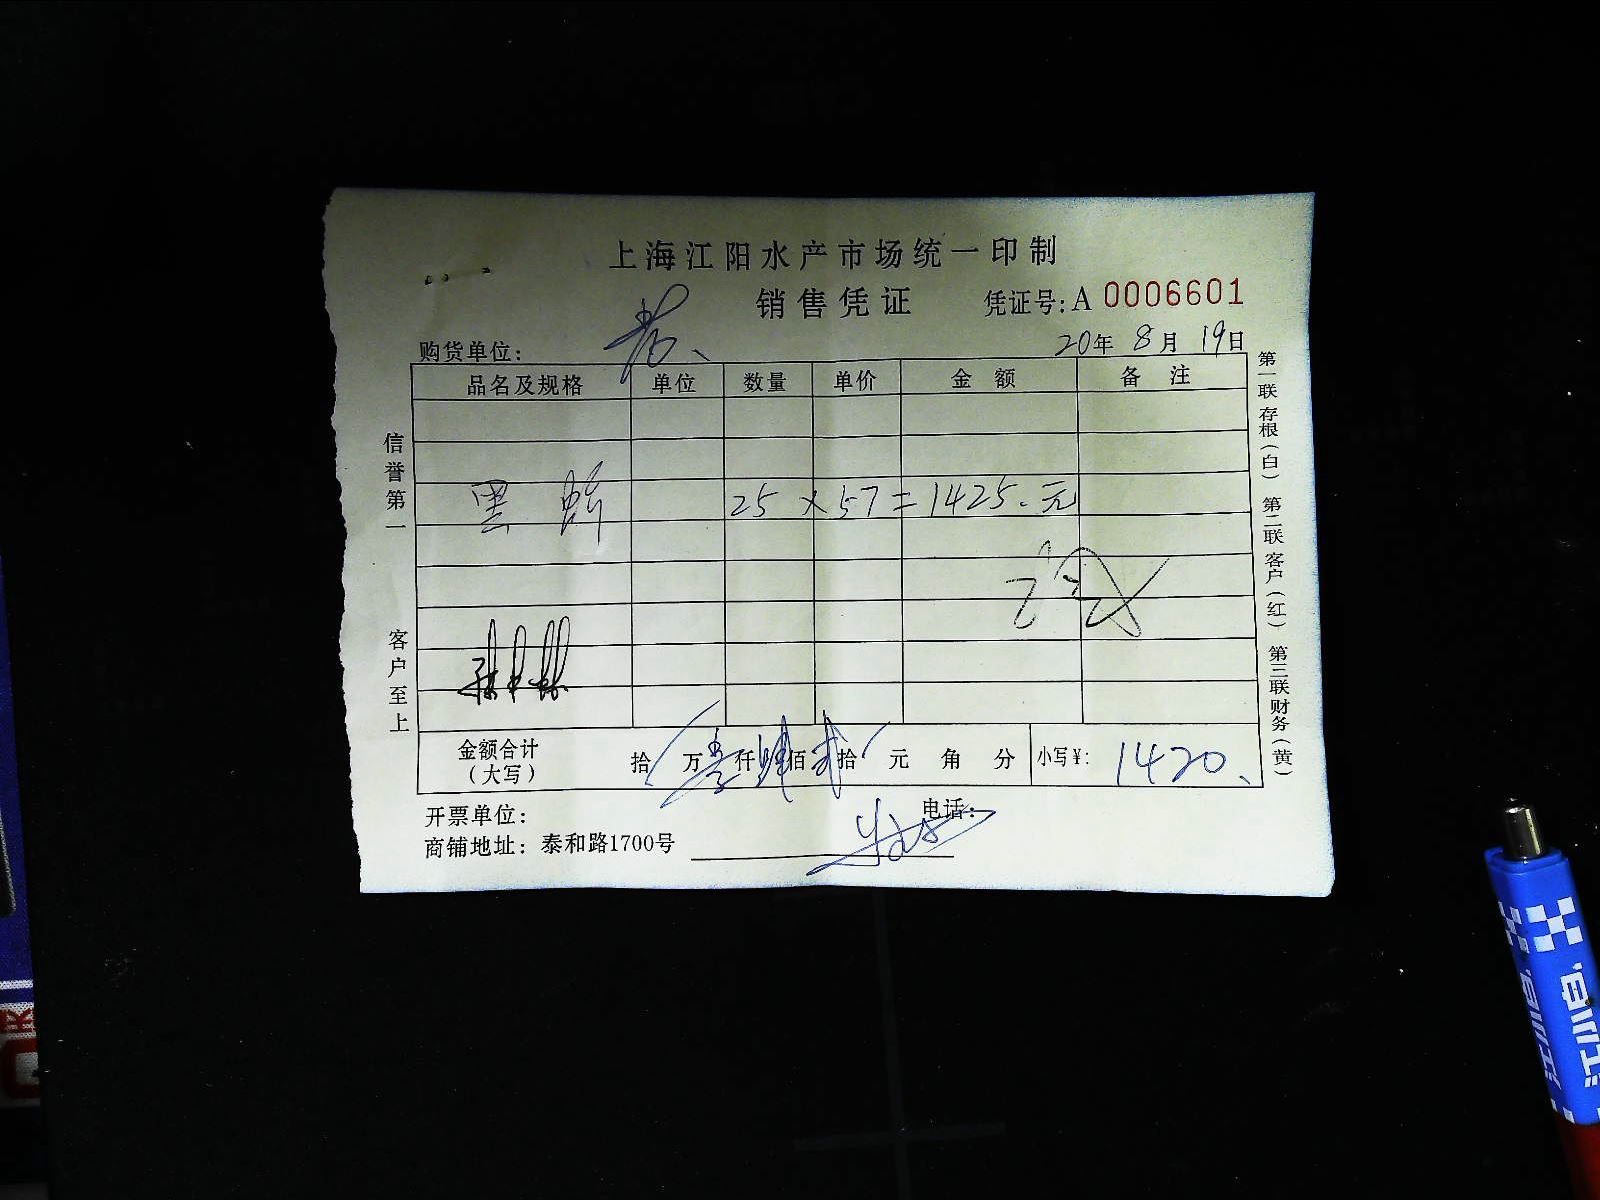 上海江阳水产市场统一印制
销售凭证 凭证号:A 0006601
购货单位: 20年 8月 19日
品名及规格 单位 数量 单价 金额 备注
黑 25 × 57 = 1425.元
金额合计(大写) 拾 万 壹 仟 肆 佰 贰 拾 元 角 分 小写¥: 1420
开票单位: 电话:
商铺地址: 泰和路1700号
信誉第一
客户至上
第一联存根(白) 第二联客户(红) 第三联财务(黄)